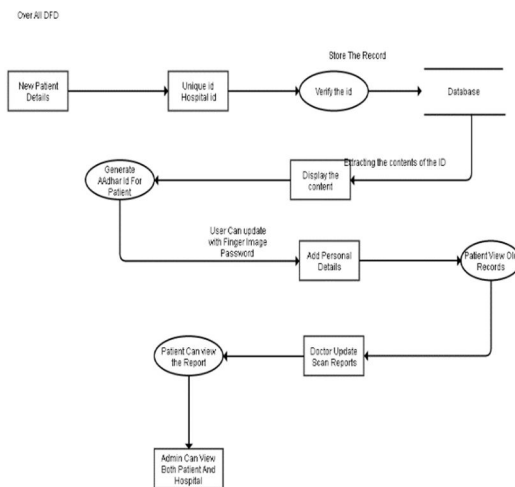 Over All DFD
Store The Record
New Patient
Details
Unique id
Hospital id
Verify the id
Database
Extracting the contents of the ID
Generate
AAdhar Id For
Patient
Display the
content
User Can update
with Finger Image
Password
Add Personal
Details
Patient View Old
Records
Patient Can view
the Report
Doctor Update
Scan Reports
Admin Can View
Both Patient And
Hospital